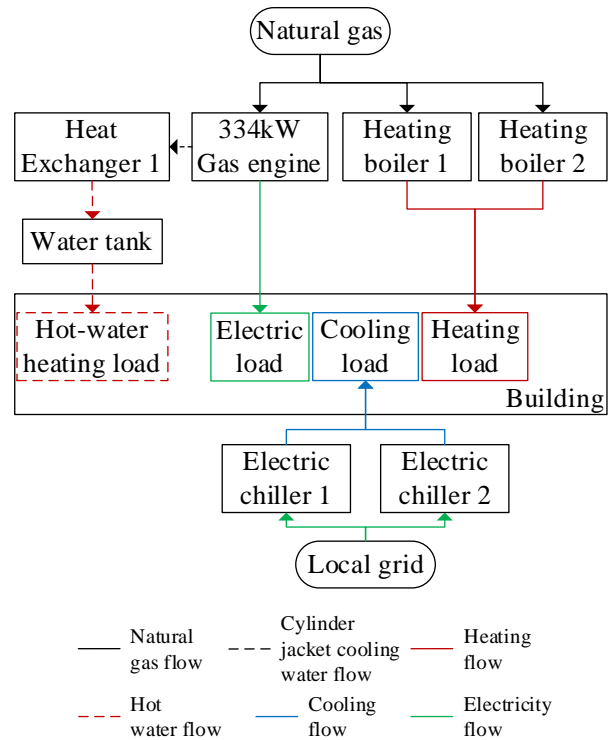 Natural gas
Heat
Exchanger 1
334kW
Gas engine
Heating
boiler 1
Heating
boiler 2
Water tank
Hot-water
heating load
Electric
load
Cooling
load
Heating
load
Building
Electric
chiller 1
Electric
chiller 2
Local grid
Natural
gas flow
Cylinder
jacket cooling
water flow
Heating
flow
Hot
water flow
Cooling
flow
Electricity
flow